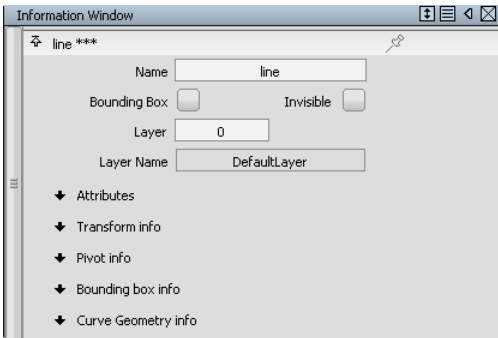 Information Window
line ***
Name line
Bounding Box Invisible
Layer 0
Layer Name DefaultLayer
Attributes
Transform info
Pivot info
Bounding box info
Curve Geometry info